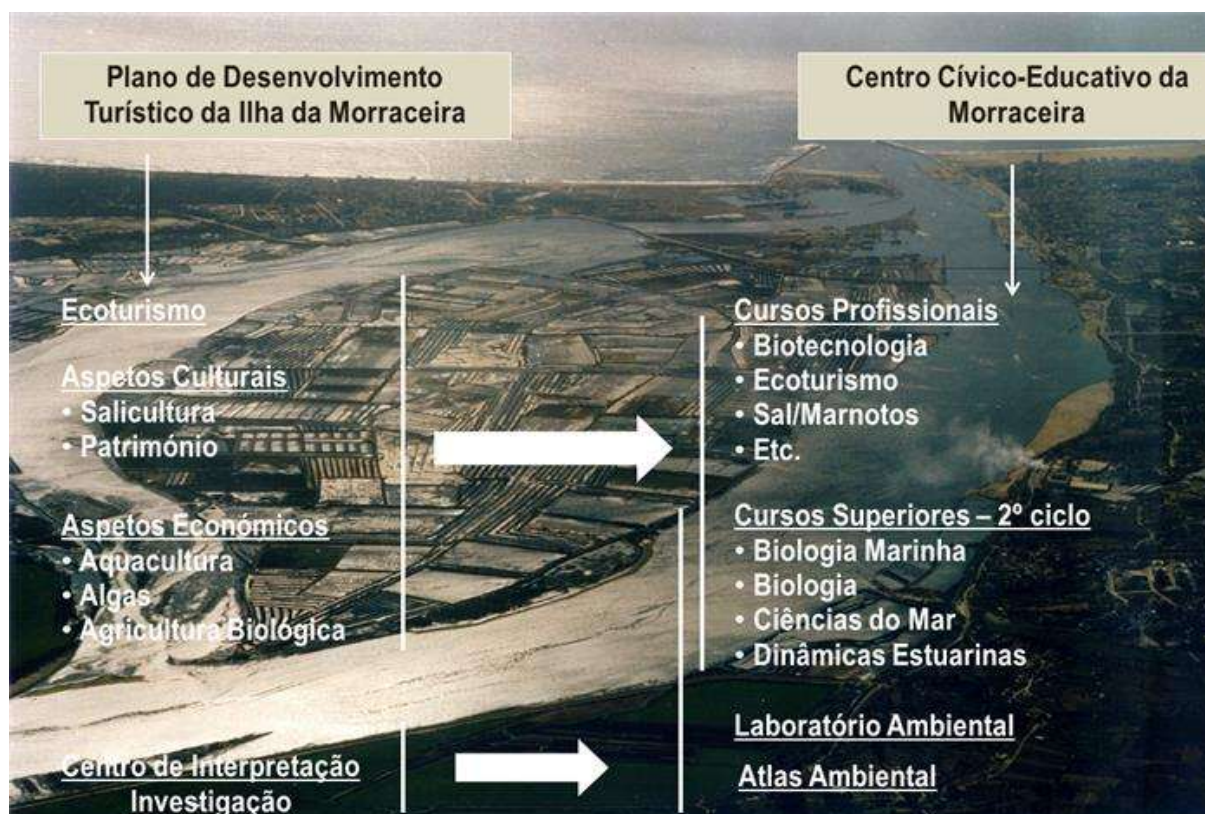 Plano de Desenvolvimento
Turístico da Ilha da Morraceira
Ecoturismo
Aspetos Culturais
• Salicultura
• Património
Aspetos Económicos
• Aquacultura
• Algas
• Agricultura Biológica
Centro de Interpretação
Investigação
Centro Cívico-Educativo da
Morraceira
Cursos Profissionais
• Biotecnologia
• Ecoturismo
• Sal/Marnotos
• Etc.
Cursos Superiores – 2º ciclo
• Biologia Marinha
• Biologia
• Ciências do Mar
• Dinâmicas Estuarinas
Laboratório Ambiental
Atlas Ambiental